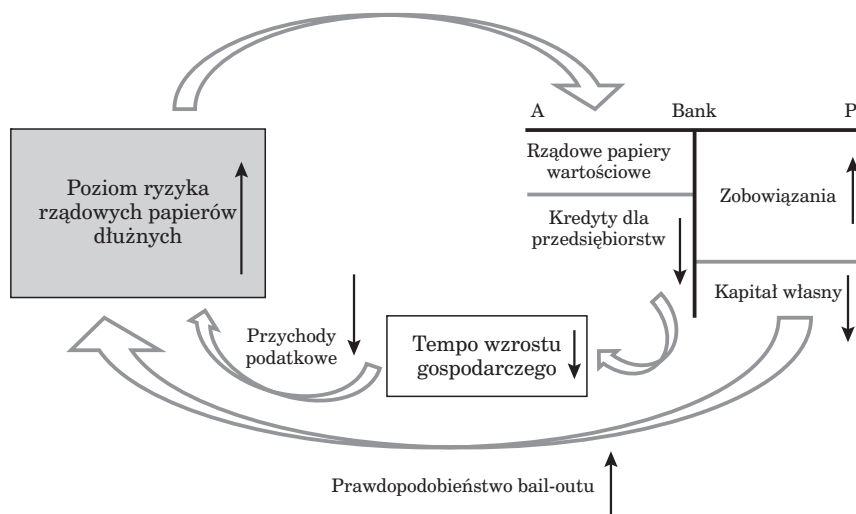 A Bank P
Rządowe papiery
wartościowe
Poziom ryzyka
rządowych papierów
dłużnych
Zobowiązania
Kredyty dla
przedsiębiorstw
Kapitał własny
Przychody
podatkowe
Tempo wzrostu
gospodarczego
Prawdopodobieństwo bail-outu